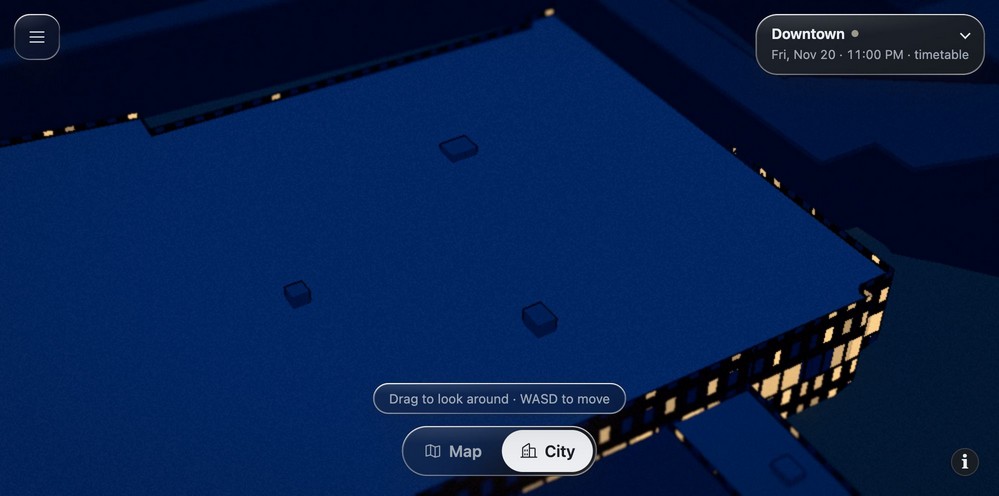 Downtown
Fri, Nov 20 · 11:00 PM · timetable
Drag to look around · WASD to move
Map
City
i